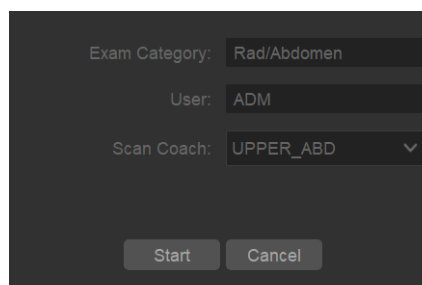 Exam Category: Rad/Abdomen
User: ADM
Scan Coach: UPPER_ABD
Start Cancel